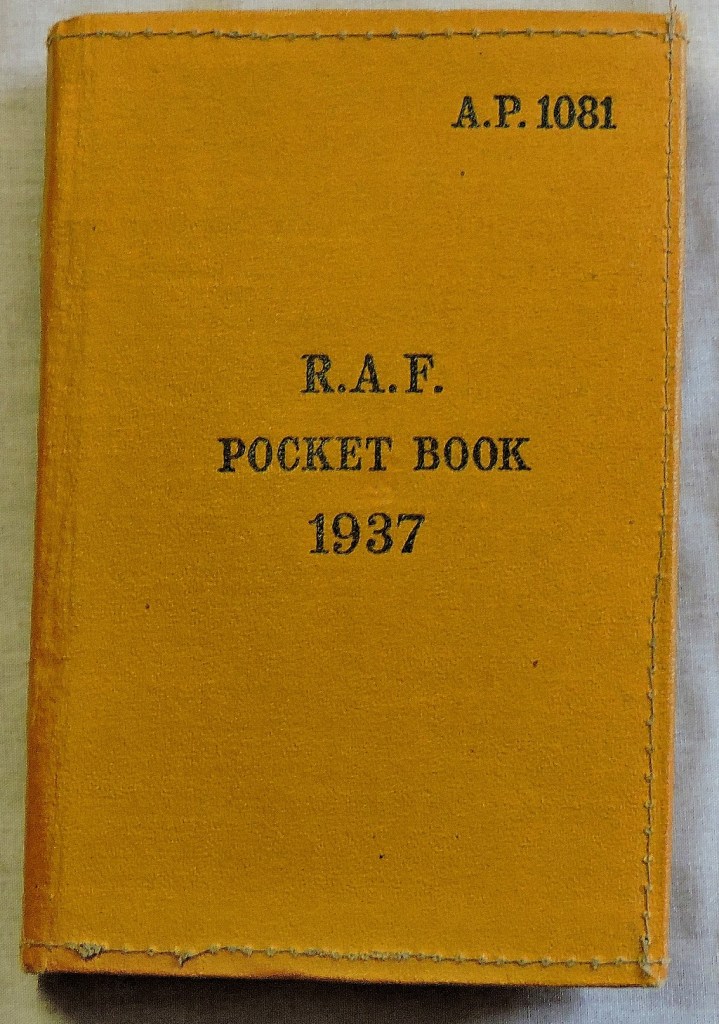 A.P. 1081
R.A.F.
POCKET BOOK
1937